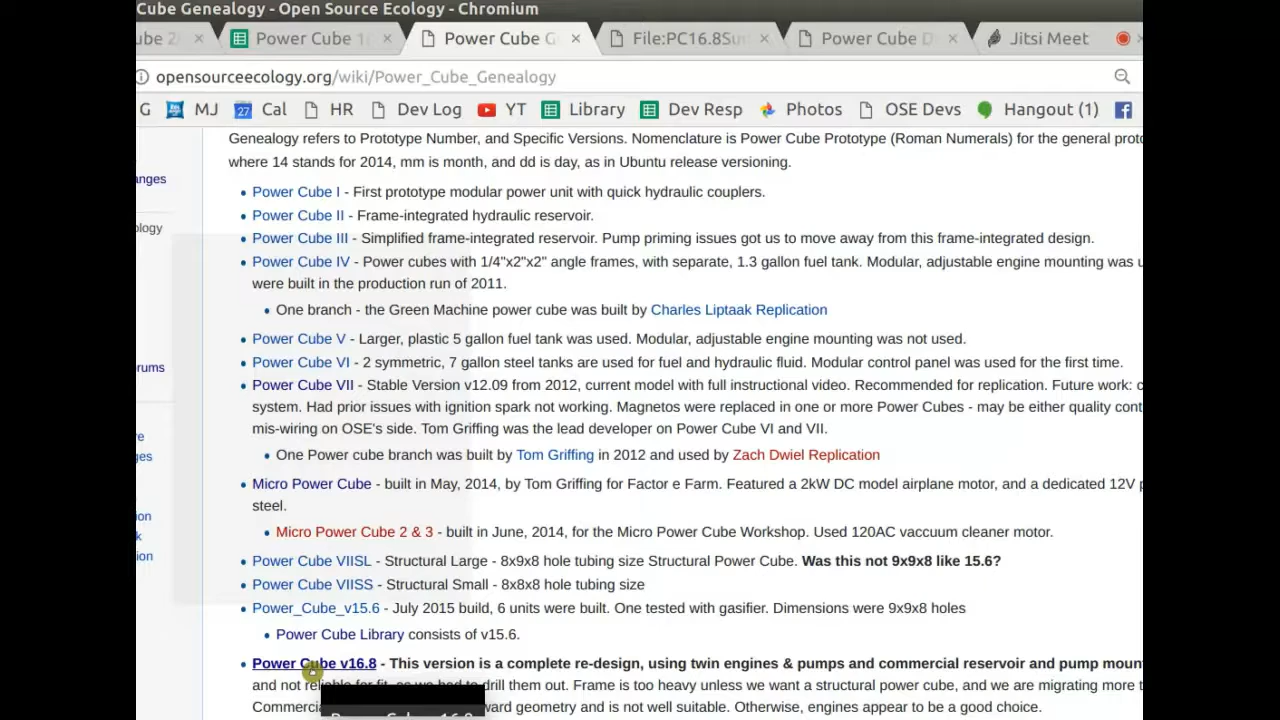 Cube Genealogy - Open Source Ecology - Chromium
ube 2 Power Cube 1 Power Cube G File:PC16.8Su Power Cube D Jitsi Meet
opensourceecology.org/wiki/Power_Cube_Genealogy
G MJ 27 Cal HR Dev Log YT Library Dev Resp Photos OSE Devs Hangout (1)
Genealogy refers to Prototype Number, and Specific Versions. Nomenclature is Power Cube Prototype (Roman Numerals) for the general proto
where 14 stands for 2014, mm is month, and dd is day, as in Ubuntu release versioning.
anges
Power Cube I - First prototype modular power unit with quick hydraulic couplers.
Power Cube II - Frame-integrated hydraulic reservoir.
ology
Power Cube III - Simplified frame-integrated reservoir. Pump priming issues got us to move away from this frame-integrated design.
Power Cube IV - Power cubes with 1/4"x2"x2" angle frames, with separate, 1.3 gallon fuel tank. Modular, adjustable engine mounting was u
were built in the production run of 2011.
One branch - the Green Machine power cube was built by Charles Liptaak Replication
Power Cube V - Larger, plastic 5 gallon fuel tank was used. Modular, adjustable engine mounting was not used.
Power Cube VI - 2 symmetric, 7 gallon steel tanks are used for fuel and hydraulic fluid. Modular control panel was used for the first time.
rums
Power Cube VII - Stable Version v12.09 from 2012, current model with full instructional video. Recommended for replication. Future work: c
system. Had prior issues with ignition spark not working. Magnetos were replaced in one or more Power Cubes - may be either quality cont
mis-wiring on OSE's side. Tom Griffing was the lead developer on Power Cube VI and VII.
re
One Power cube branch was built by Tom Griffing in 2012 and used by Zach Dwiel Replication
ges
Micro Power Cube - built in May, 2014, by Tom Griffing for Factor e Farm. Featured a 2kW DC model airplane motor, and a dedicated 12V p
steel.
ion
Micro Power Cube 2 & 3 - built in June, 2014, for the Micro Power Cube Workshop. Used 120AC vaccuum cleaner motor.
k
ion
Power Cube VIISL - Structural Large - 8x9x8 hole tubing size Structural Power Cube. Was this not 9x9x8 like 15.6?
Power Cube VIISS - Structural Small - 8x8x8 hole tubing size
Power_Cube_v15.6 - July 2015 build, 6 units were built. One tested with gasifier. Dimensions were 9x9x8 holes
Power Cube Library consists of v15.6.
Power Cube v16.8 - This version is a complete re-design, using twin engines & pumps and commercial reservoir and pump moun
and not reliable for fit, as we had to drill them out. Frame is too heavy unless we want a structural power cube, and we are migrating more t
Commerci ward geometry and is not well suitable. Otherwise, engines appear to be a good choice.